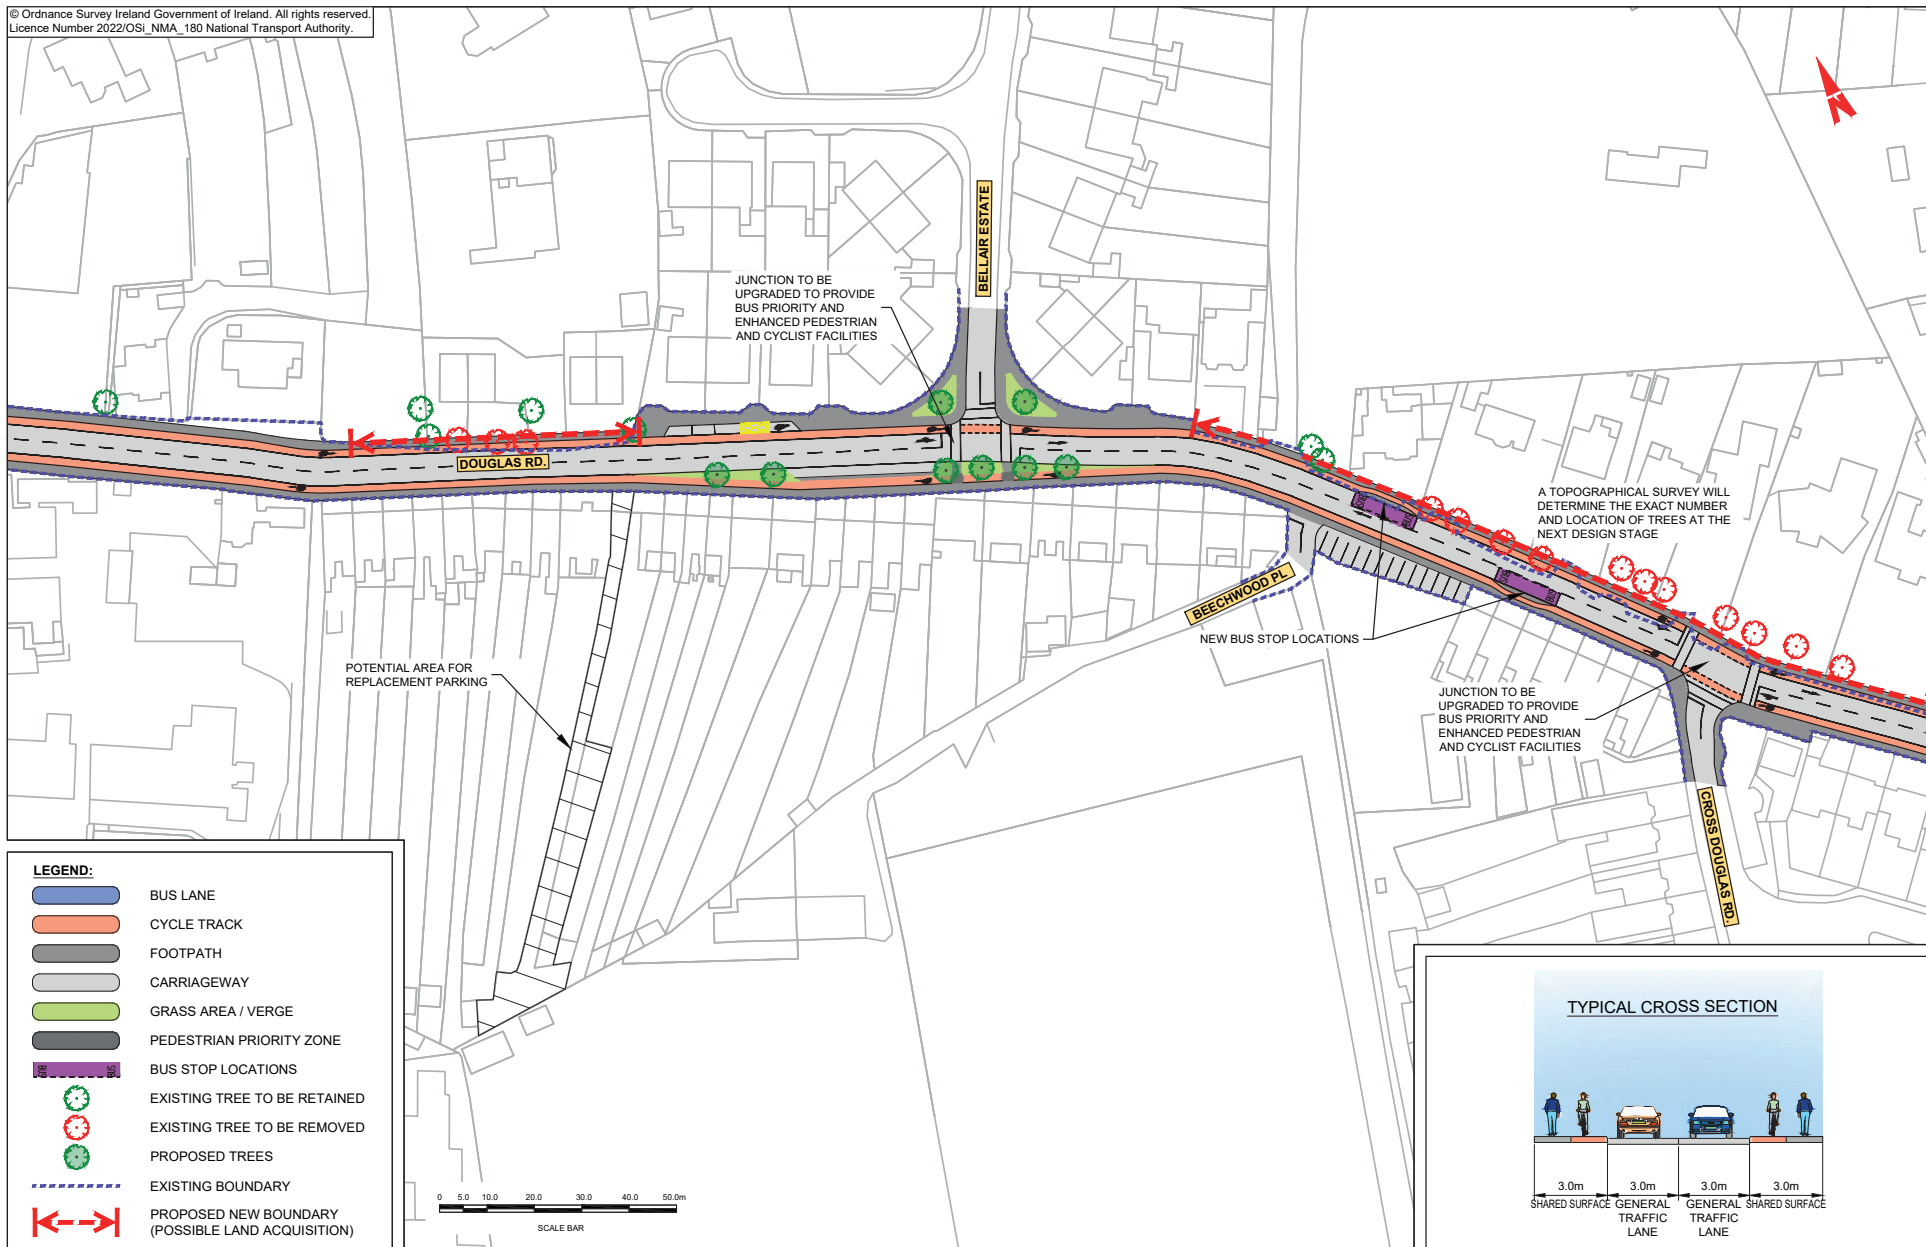 © Ordnance Survey Ireland Government of Ireland. All rights reserved.
Licence Number 2022/OSi_NMA_180 National Transport Authority.
N
BELLAIR ESTATE
JUNCTION TO BE
UPGRADED TO PROVIDE
BUS PRIORITY AND
ENHANCED PEDESTRIAN
AND CYCLIST FACILITIES
DOUGLAS RD.
A TOPOGRAPHICAL SURVEY WILL
DETERMINE THE EXACT NUMBER
AND LOCATION OF TREES AT THE
NEXT DESIGN STAGE
BUS
BUS
BUS
BUS
BEECHWOOD PL
NEW BUS STOP LOCATIONS
POTENTIAL AREA FOR
REPLACEMENT PARKING
JUNCTION TO BE
UPGRADED TO PROVIDE
BUS PRIORITY AND
ENHANCED PEDESTRIAN
AND CYCLIST FACILITIES
CROSS DOUGLAS RD.
LEGEND:
BUS LANE
CYCLE TRACK
FOOTPATH
CARRIAGEWAY
GRASS AREA / VERGE
PEDESTRIAN PRIORITY ZONE
BUS BUS
BUS STOP LOCATIONS
EXISTING TREE TO BE RETAINED
EXISTING TREE TO BE REMOVED
PROPOSED TREES
EXISTING BOUNDARY
PROPOSED NEW BOUNDARY
(POSSIBLE LAND ACQUISITION)
0 5.0 10.0 20.0 30.0 40.0 50.0m
SCALE BAR
TYPICAL CROSS SECTION
3.0m 3.0m 3.0m 3.0m
SHARED SURFACE GENERAL GENERAL SHARED SURFACE
TRAFFIC TRAFFIC
LANE LANE